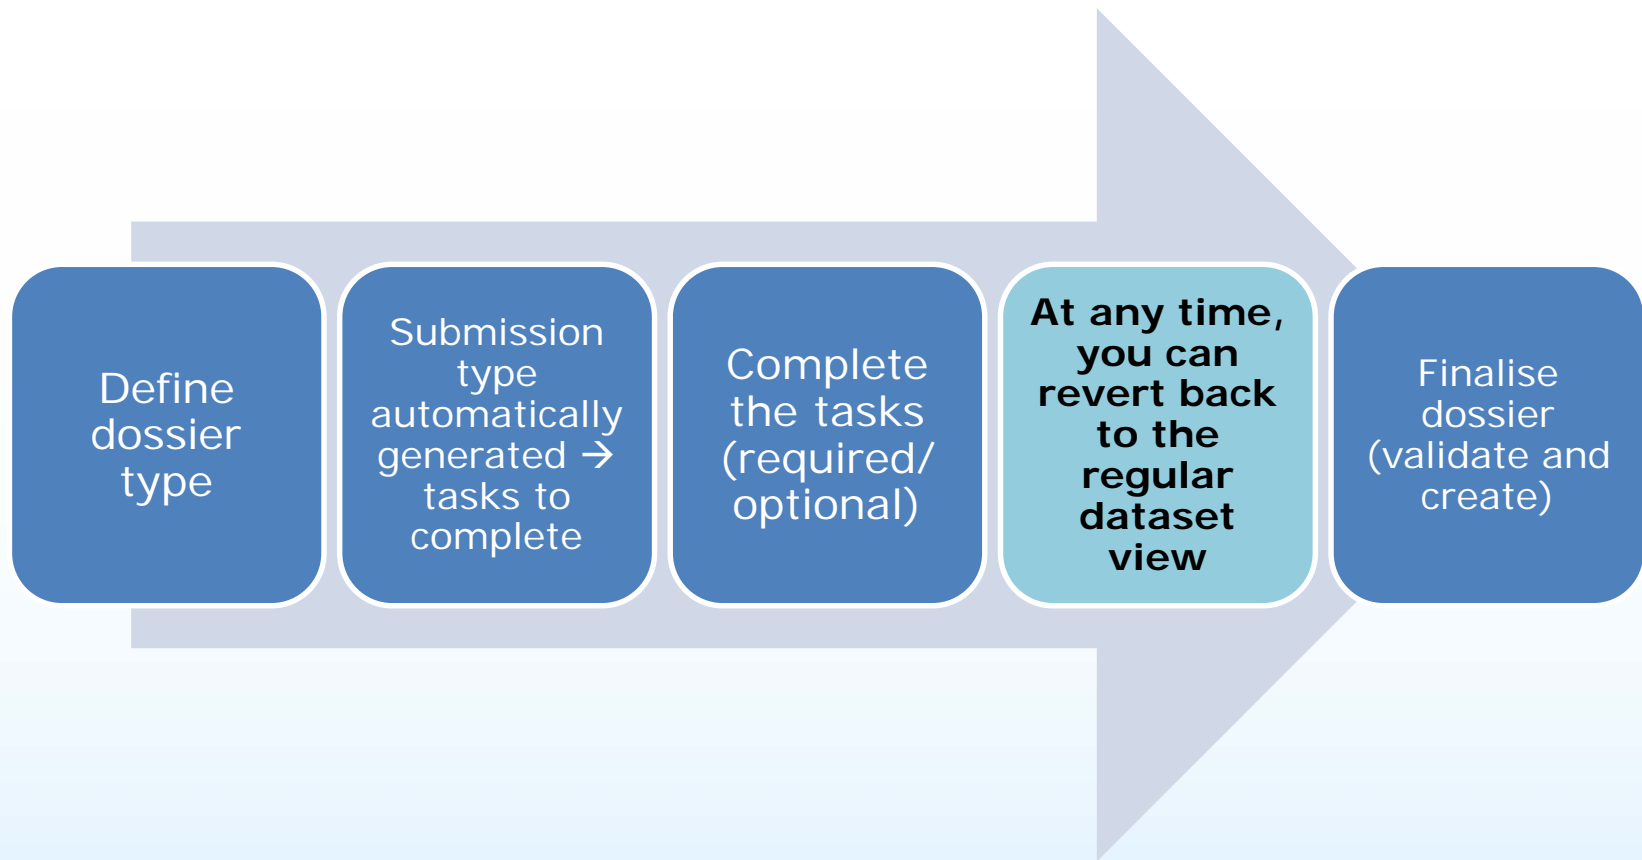 Define
dossier
type
Submission
type
automatically
generated →
tasks to
complete
Complete
the tasks
(required/
optional)
At any time,
you can
revert back
to the
regular
dataset
view
Finalise
dossier
(validate and
create)